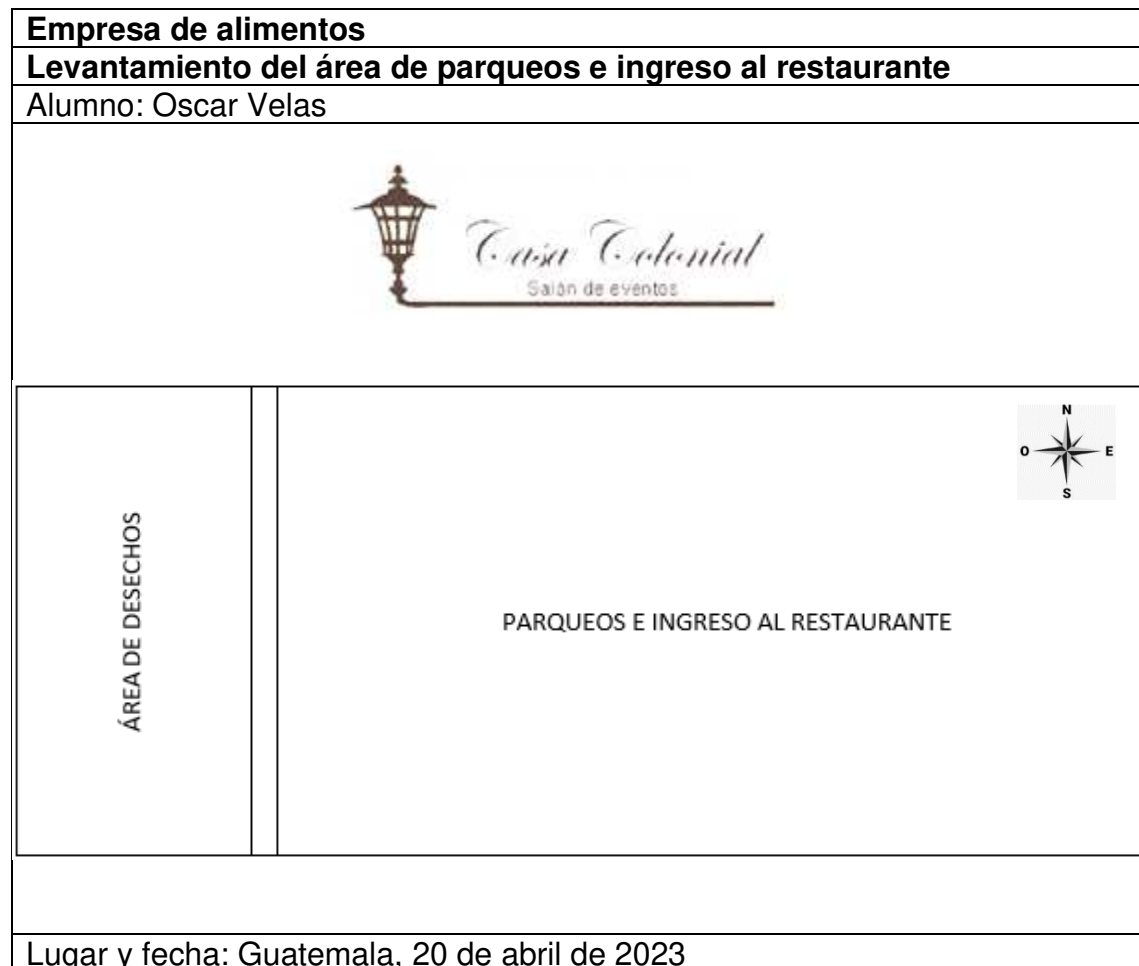 Empresa de alimentos
Levantamiento del área de parqueos e ingreso al restaurante
Alumno: Oscar Velas
Casa Colonial
Salón de eventos
N
O E
S
ÁREA DE DESECHOS
PARQUEOS E INGRESO AL RESTAURANTE
Lugar y fecha: Guatemala, 20 de abril de 2023